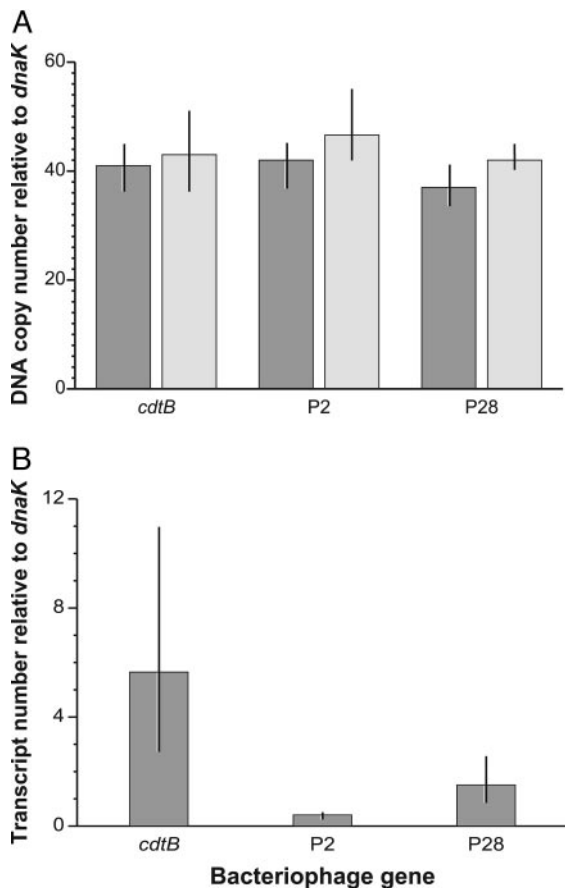 A
DNA copy number relative to dnaK
60
40
20
0
cdtB P2 P28
B
Transcript number relative to dnaK
12
8
4
0
cdtB P2 P28
Bacteriophage gene